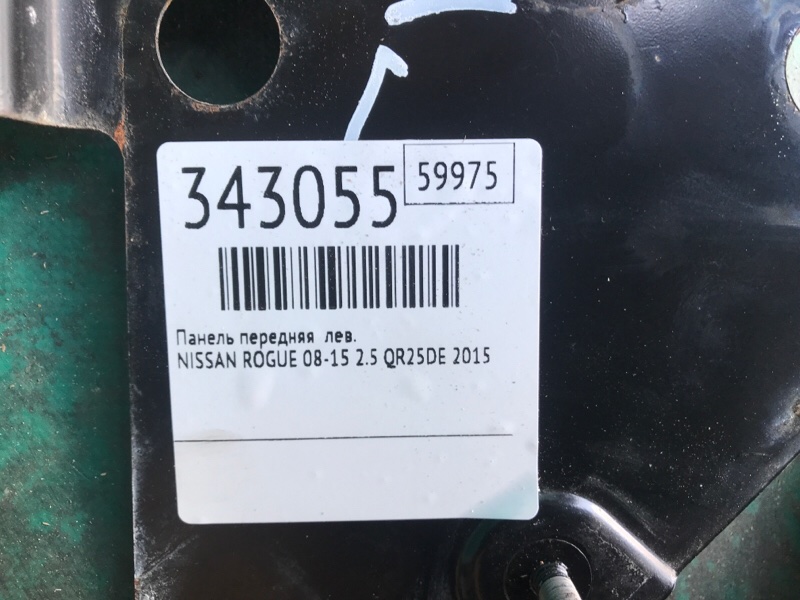 343055
59975
Панель передняя лев.
NISSAN ROGUE 08-15 2.5 QR25DE 2015